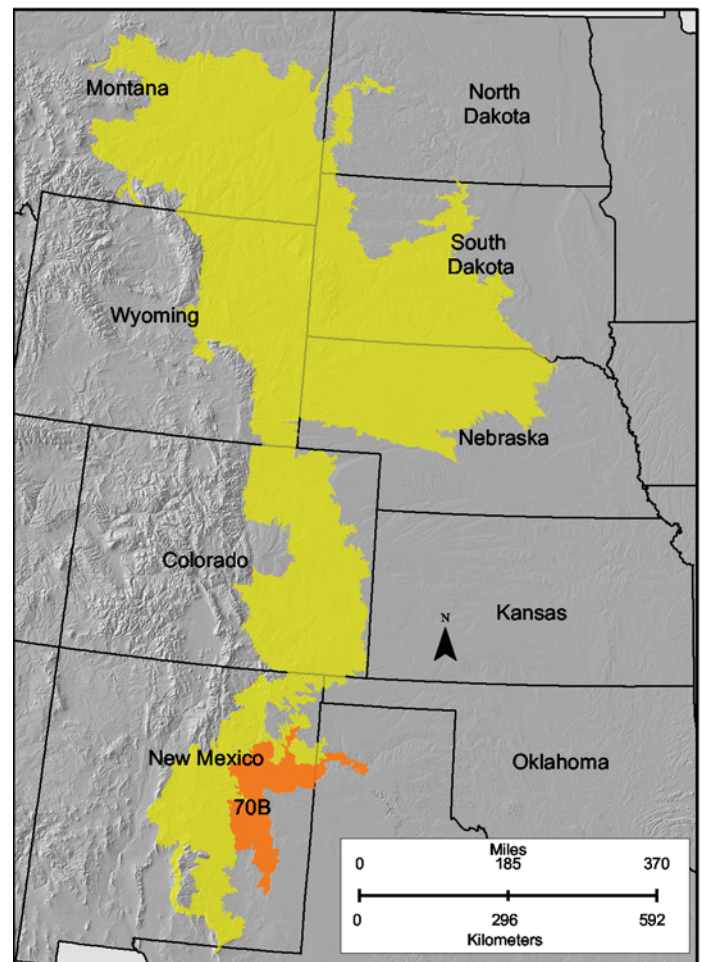 Montana
North
Dakota
South
Dakota
Wyoming
Nebraska
Colorado
Kansas
N
New Mexico
Oklahoma
70B
Miles
0 185 370
0 296 592
Kilometers